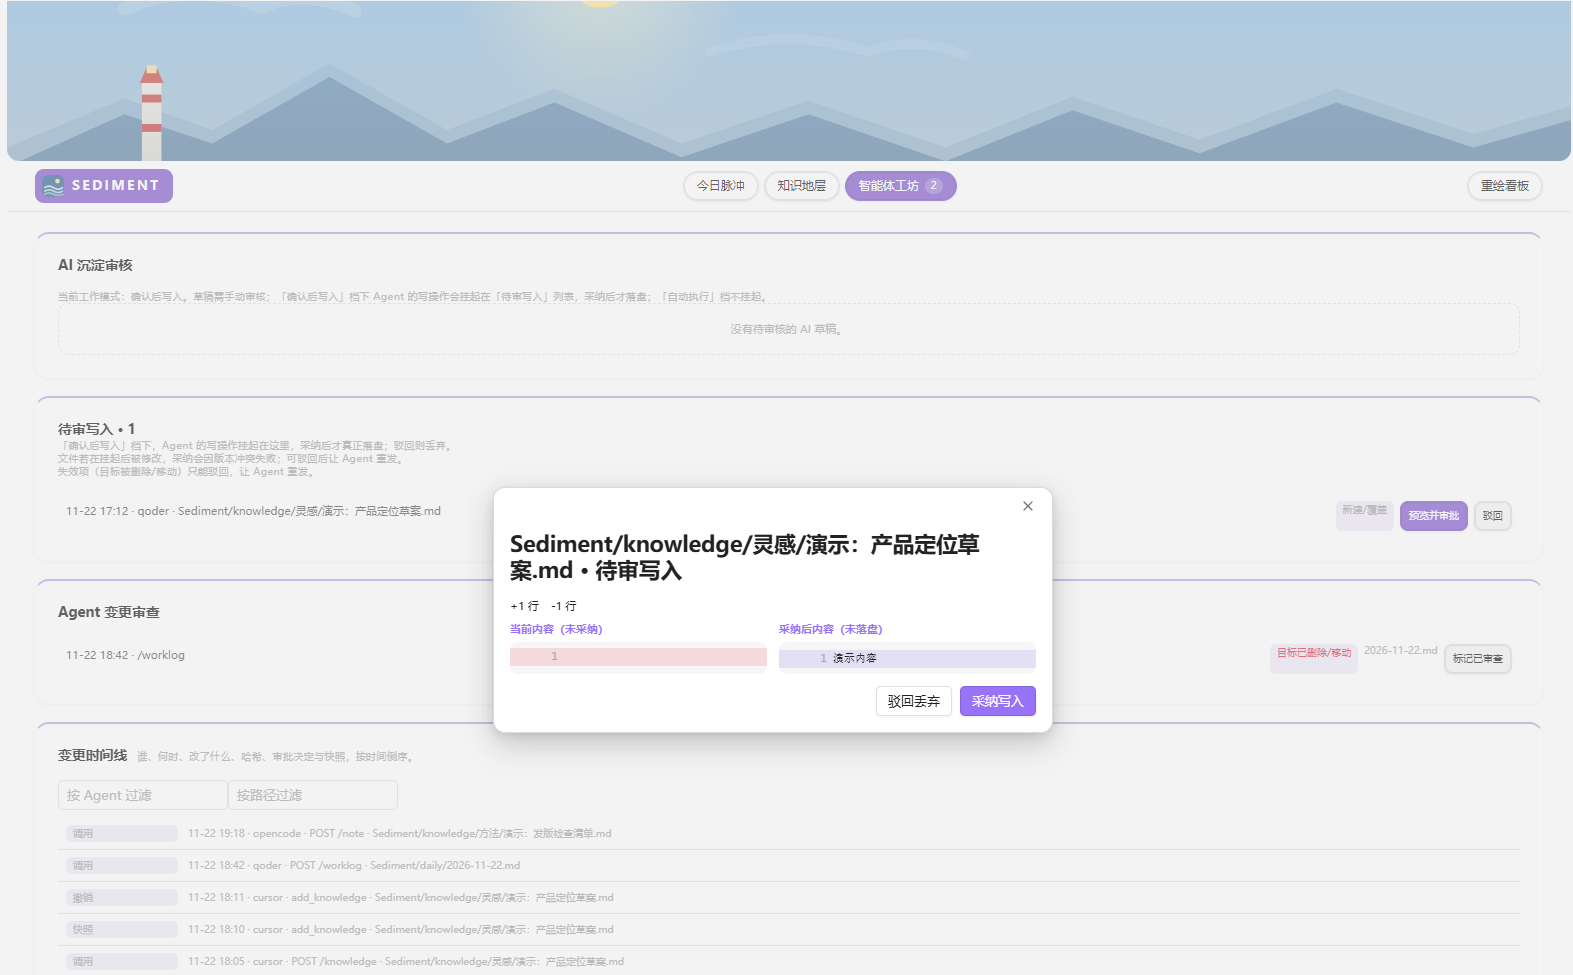 SEDIMENT
今日脉冲
知识地层
智能体工坊 2
重绘看板
AI 沉淀审核
当前工作模式：确认后写入。草稿需手动审核；「确认后写入」档下 Agent 的写操作会挂起在「待审写入」列表，采纳后才落盘；「自动执行」档不挂起。
没有待审核的 AI 草稿。
待审写入 • 1
「确认后写入」档下，Agent 的写操作挂起在这里，采纳后才真正落盘；驳回则丢弃。
文件若在挂起后被修改，采纳会因版本冲突失败；可驳回后让 Agent 重发。
失效项（目标被删除/移动）只能驳回，让 Agent 重发。
11-22 17:12 · qoder · Sediment/knowledge/灵感/演示：产品定位草案.md
新建/覆盖
预览并审批
驳回
Sediment/knowledge/灵感/演示：产品定位草
案.md • 待审写入
+1 行 -1 行
当前内容（未采纳）
采纳后内容（未落盘）
1
1 演示内容
驳回丢弃
采纳写入
Agent 变更审查
11-22 18:42 · /worklog
目标已删除/移动
2026-11-22.md
标记已审查
变更时间线 谁、何时、改了什么、哈希、审批决定与快照，按时间倒序。
按 Agent 过滤
按路径过滤
调用 11-22 19:18 · opencode · POST /note · Sediment/knowledge/方法/演示：发版检查清单.md
调用 11-22 18:42 · qoder · POST /worklog · Sediment/daily/2026-11-22.md
撤销 11-22 18:11 · cursor · add_knowledge · Sediment/knowledge/灵感/演示：产品定位草案.md
快照 11-22 18:10 · cursor · add_knowledge · Sediment/knowledge/灵感/演示：产品定位草案.md
调用 11-22 18:05 · cursor · POST /knowledge · Sediment/knowledge/灵感/演示：产品定位草案.md